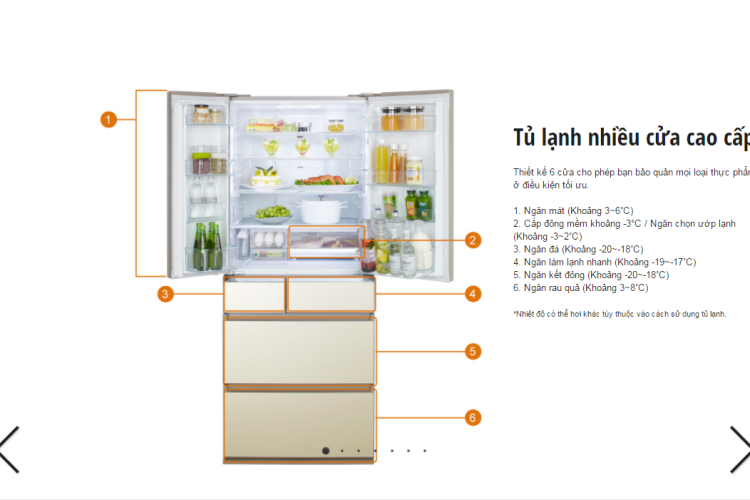 Tủ lạnh nhiều cửa cao cấp
Thiết kế 6 cửa cho phép bạn bảo quản mọi loại thực phẩm
ở điều kiện tối ưu.
1. Ngăn mát (Khoảng 3~6°C)
2. Cấp đông mềm khoảng -3°C / Ngăn chọn ướp lạnh
(Khoảng -3~2°C)
3. Ngăn đá (Khoảng -20~-18°C)
4. Ngăn làm lạnh nhanh (Khoảng -19~-17°C)
5. Ngăn kết đông (Khoảng -20~-18°C)
6. Ngăn rau quả (Khoảng 3~8°C)
*Nhiệt độ có thể hơi khác tùy thuộc vào cách sử dụng tủ lạnh.
1
2
3
4
5
6